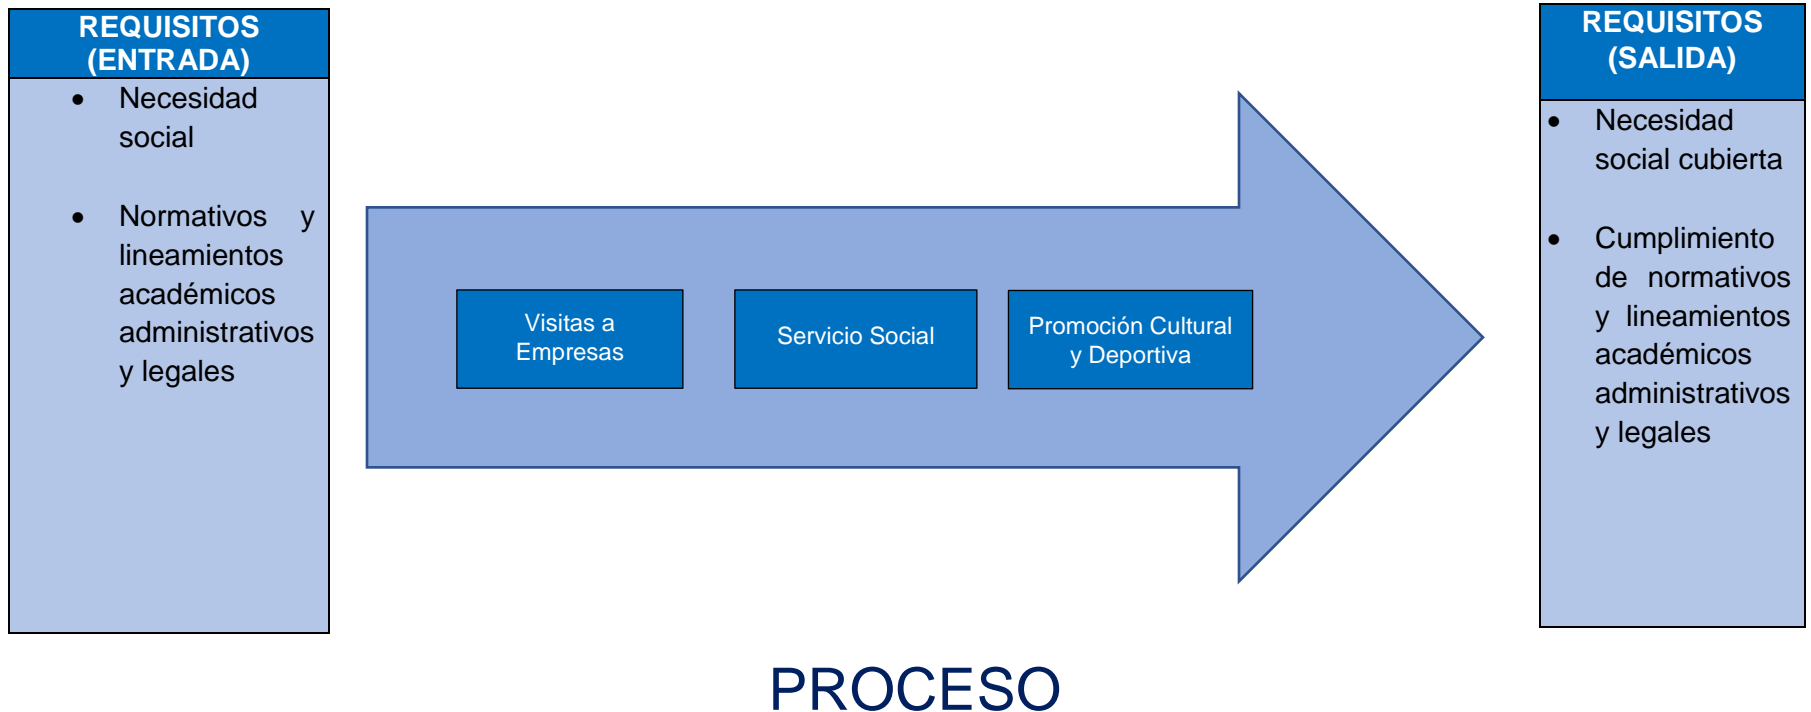 REQUISITOS
(ENTRADA)
• Necesidad
social
• Normativos y
lineamientos
académicos
administrativos
y legales
Visitas a
Empresas
Servicio Social
Promoción Cultural
y Deportiva
REQUISITOS
(SALIDA)
• Necesidad
social cubierta
• Cumplimiento
de normativos
y lineamientos
académicos
administrativos
y legales
PROCESO